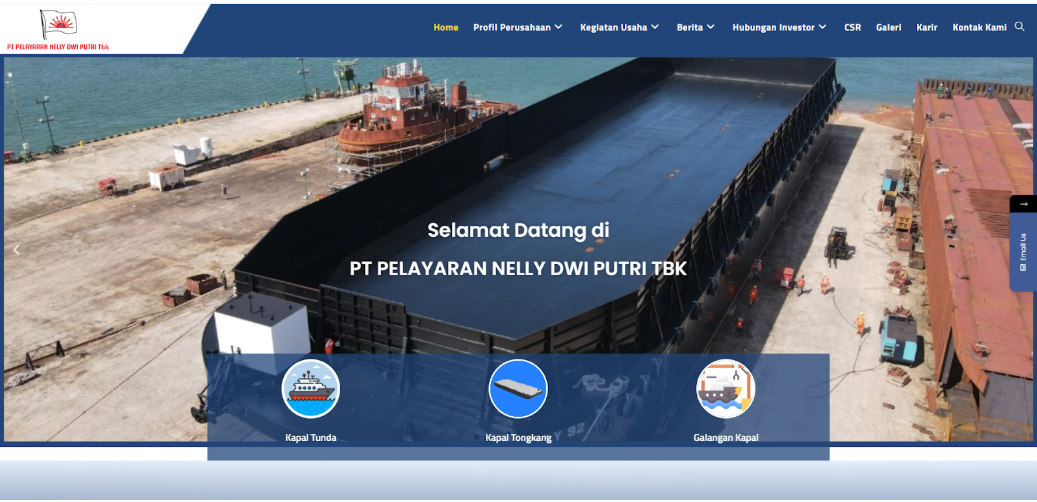 PT PELAYARAN NELLY DWI PUTRI Tbk
Home Profil Perusahaan Kegiatan Usaha Berita Hubungan Investor CSR Galeri Karir Kontak Kami
Selamat Datang di
PT PELAYARAN NELLY DWI PUTRI TBK
Email Us
Y 92
Kapal Tunda Kapal Tongkang Galangan Kapal